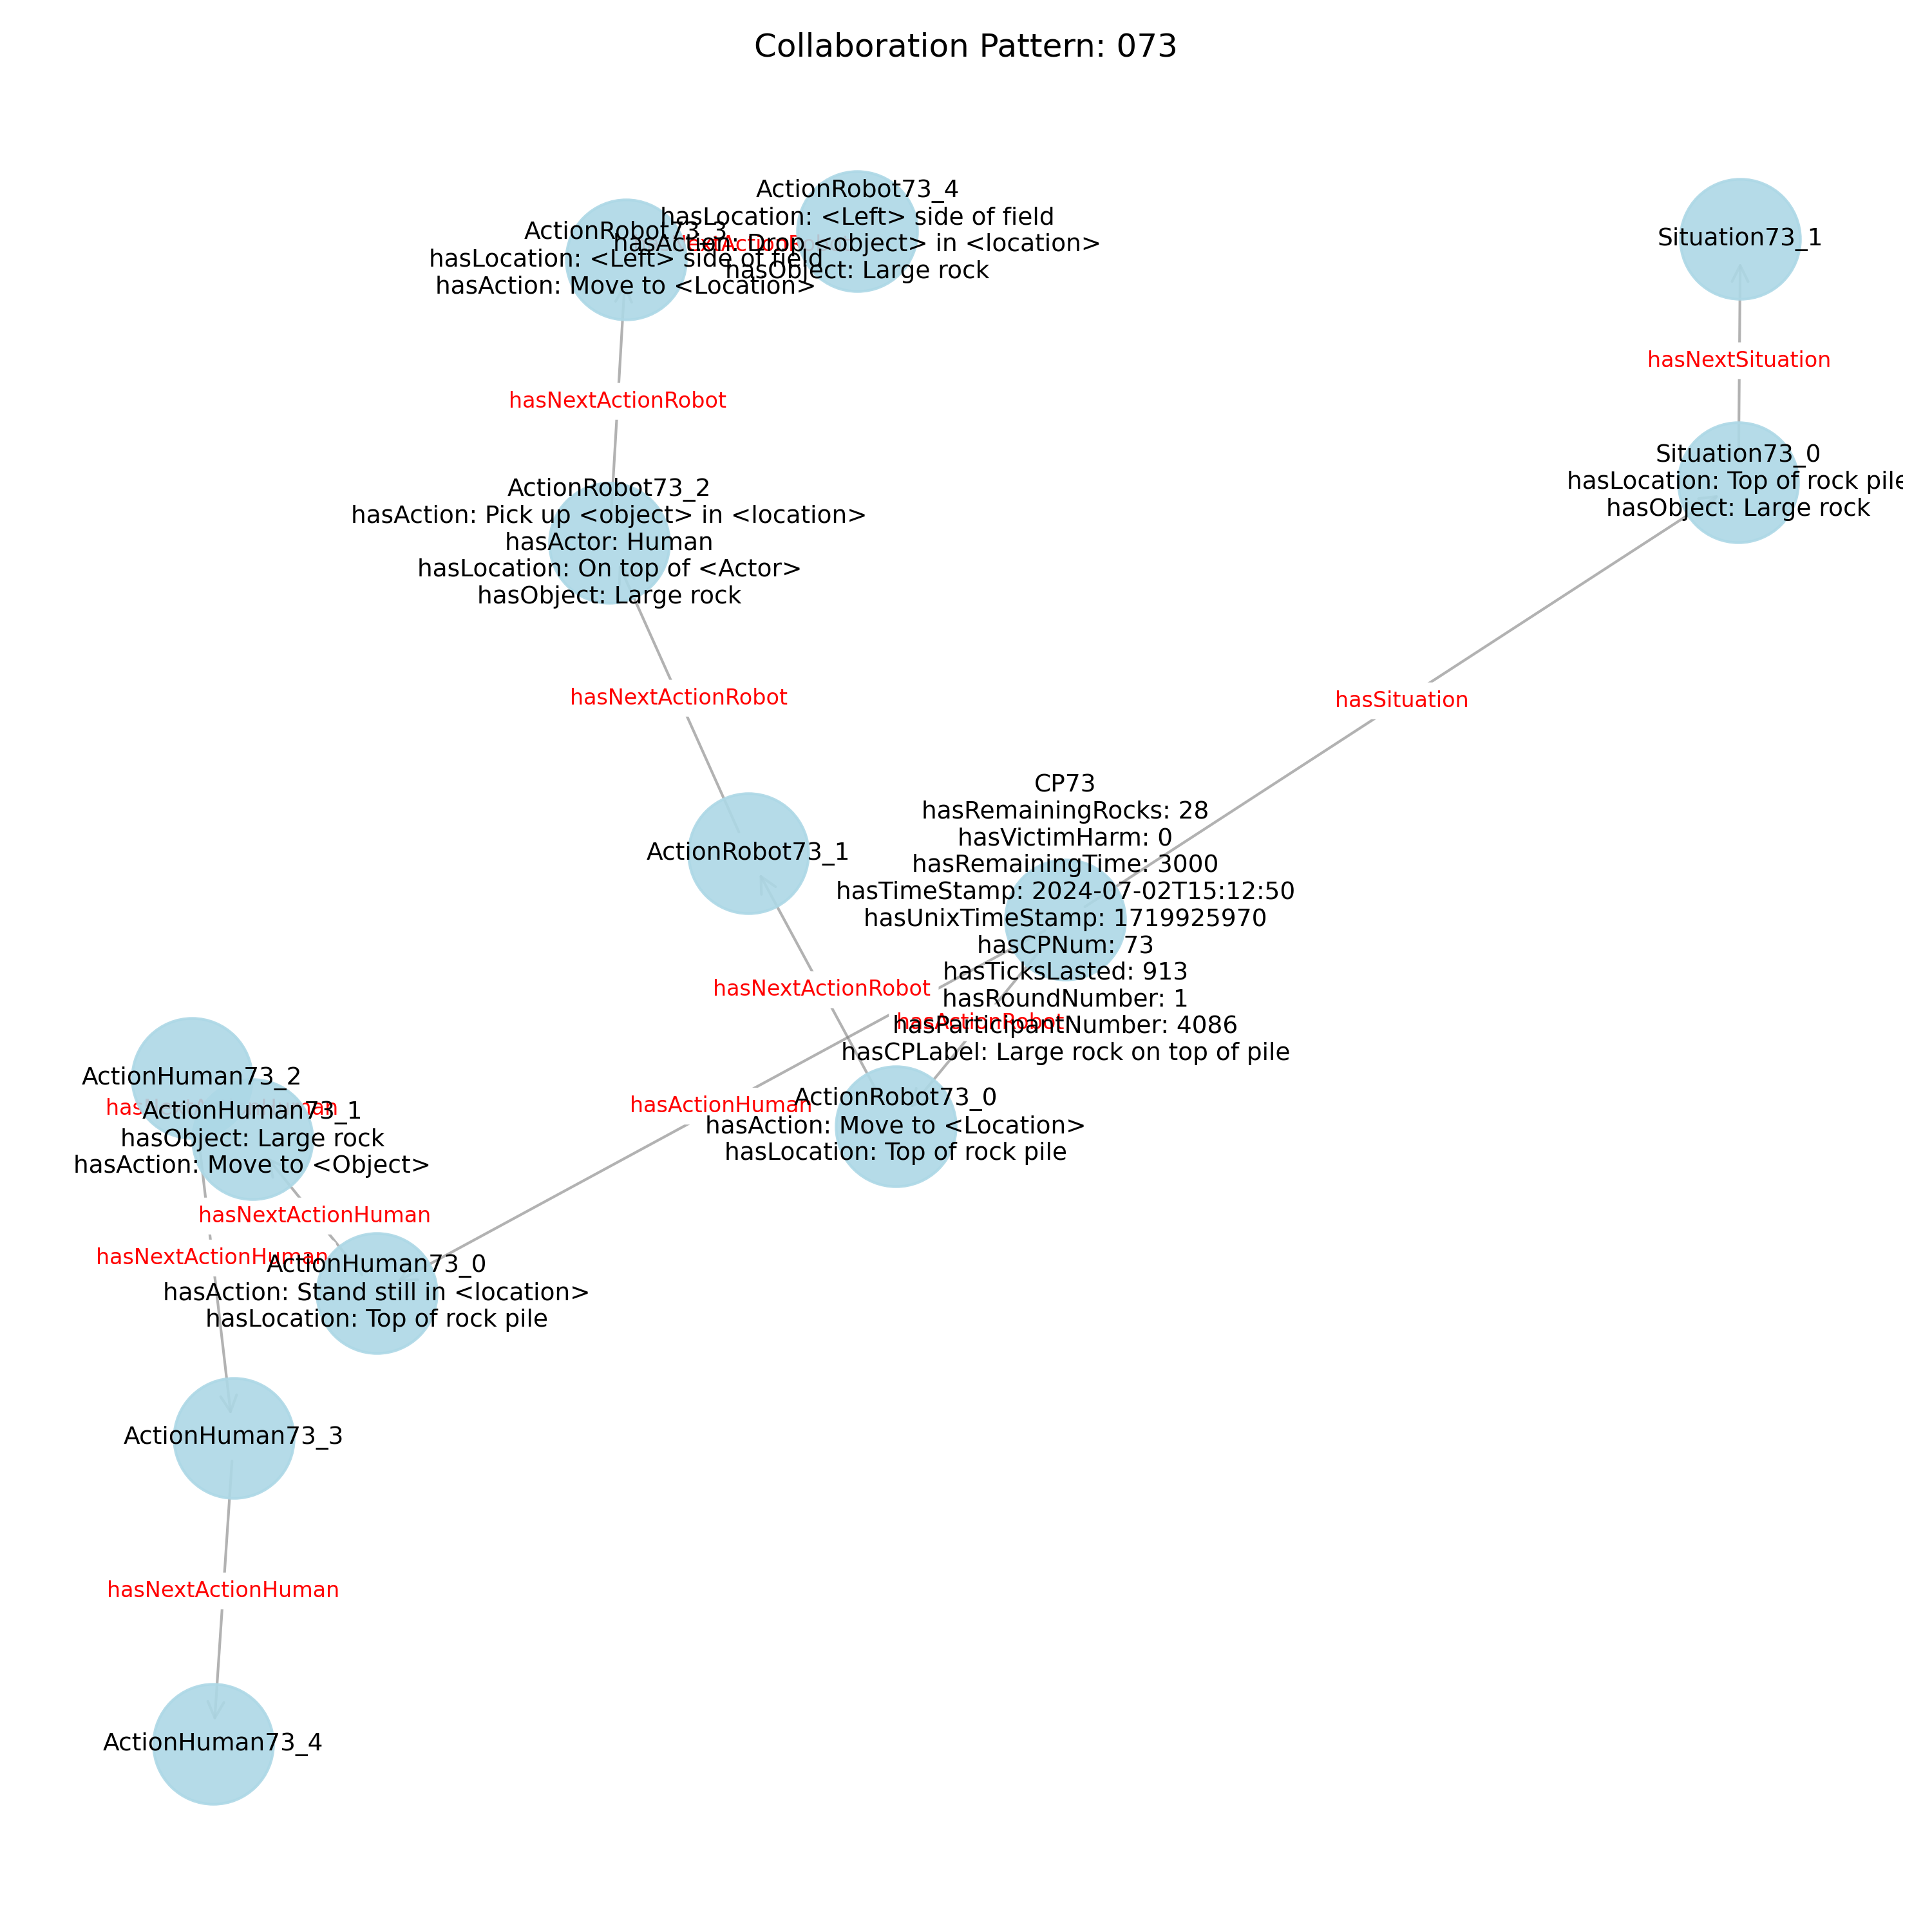 Collaboration Pattern: 073
ActionRobot73_4
hasLocation: <Left> side of field
hasAction: Drop <object> in <location>
hasObject: Large rock
ActionRobot73_3
hasLocation: <Left> side of field
hasAction: Move to <Location>
Situation73_1
hasNextSituation
hasNextActionRobot
Situation73_0
hasLocation: Top of rock pile
hasObject: Large rock
ActionRobot73_2
hasAction: Pick up <object> in <location>
hasActor: Human
hasLocation: On top of <Actor>
hasObject: Large rock
hasNextActionRobot
hasSituation
CP73
hasRemainingRocks: 28
hasVictimHarm: 0
hasRemainingTime: 3000
hasTimeStamp: 2024-07-02T15:12:50
hasUnixTimeStamp: 1719925970
hasCPNum: 73
hasTicksLasted: 913
hasRoundNumber: 1
hasParticipantNumber: 4086
hasCPLabel: Large rock on top of pile
ActionRobot73_1
hasNextActionRobot
hasActionRobot
hasActionHuman
ActionRobot73_0
hasAction: Move to <Location>
hasLocation: Top of rock pile
ActionHuman73_2
ActionHuman73_1
hasObject: Large rock
hasAction: Move to <Object>
hasNextActionHuman
hasNextActionHuman
ActionHuman73_0
hasAction: Stand still in <location>
hasLocation: Top of rock pile
ActionHuman73_3
hasNextActionHuman
ActionHuman73_4